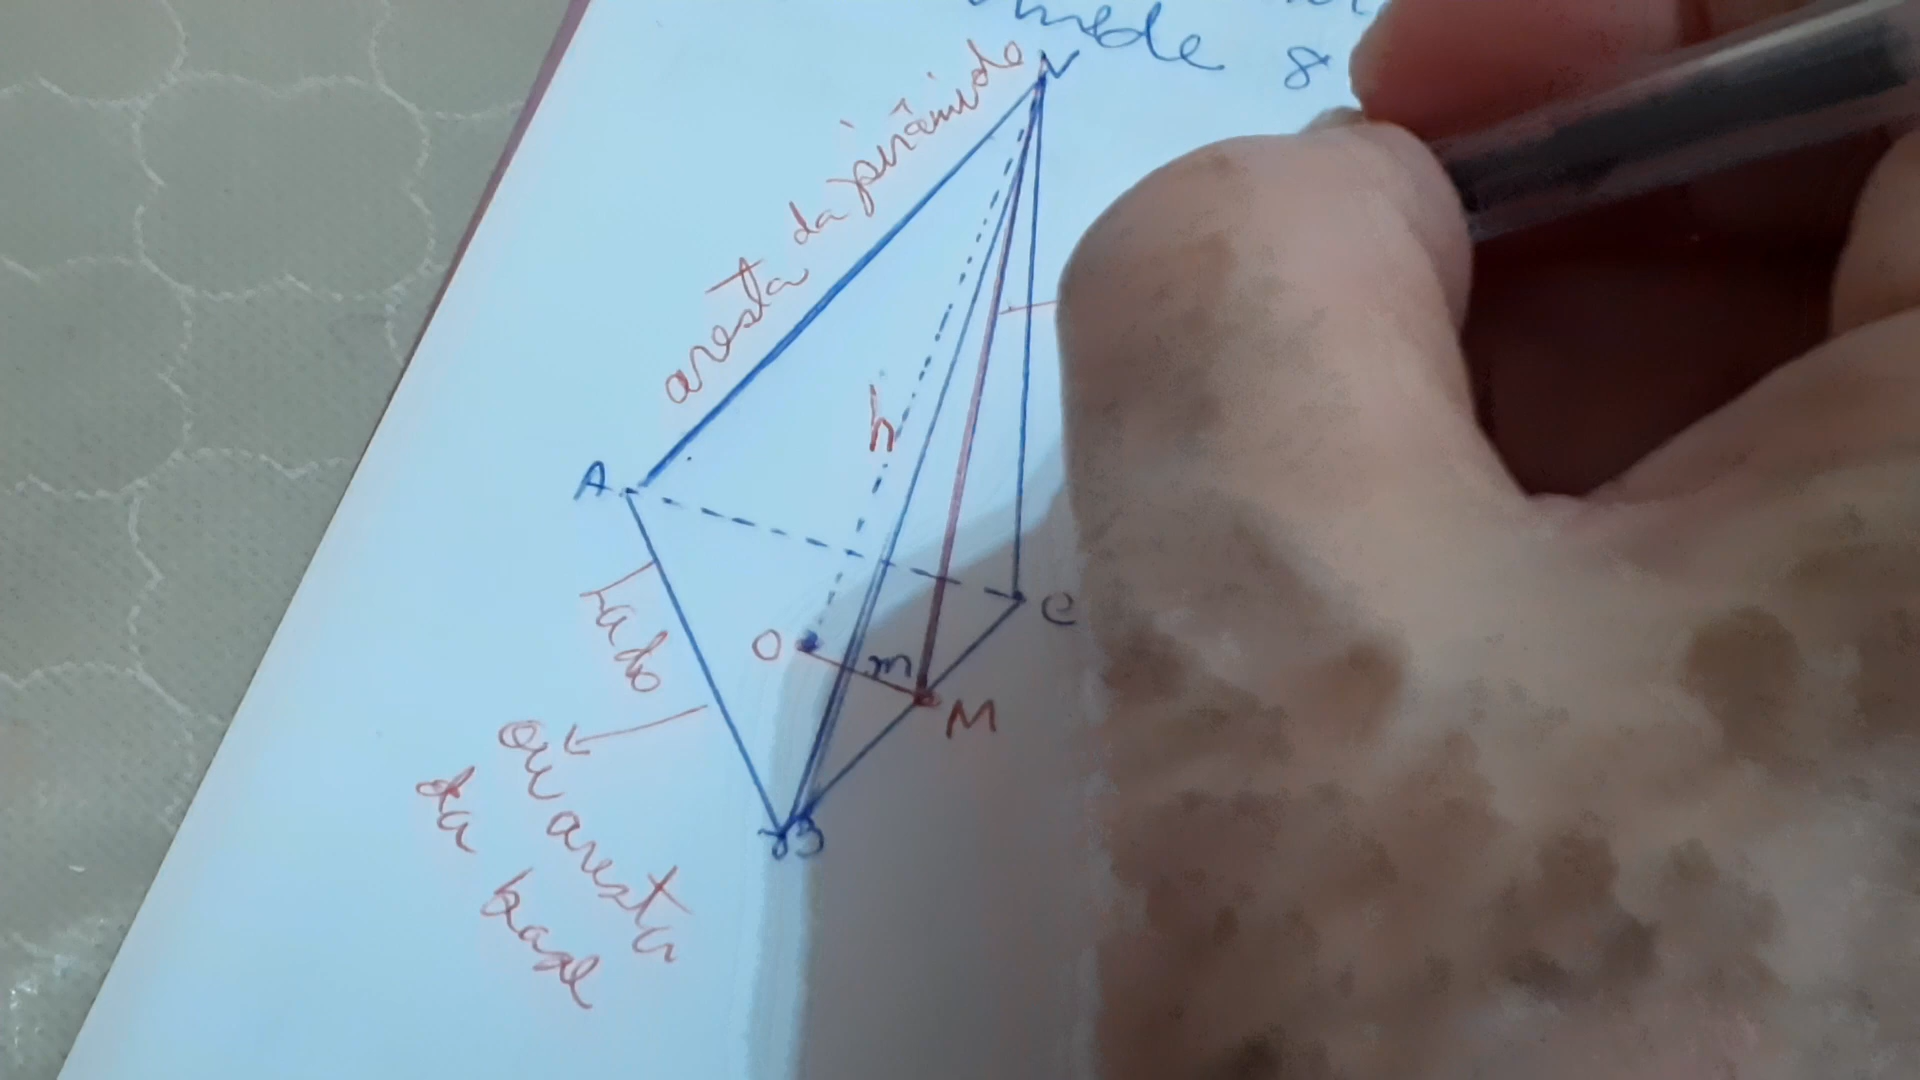 mede 8
V
aresta da pirâmide
h
A
C
O
m
M
Lado
ou aresta
da base
B